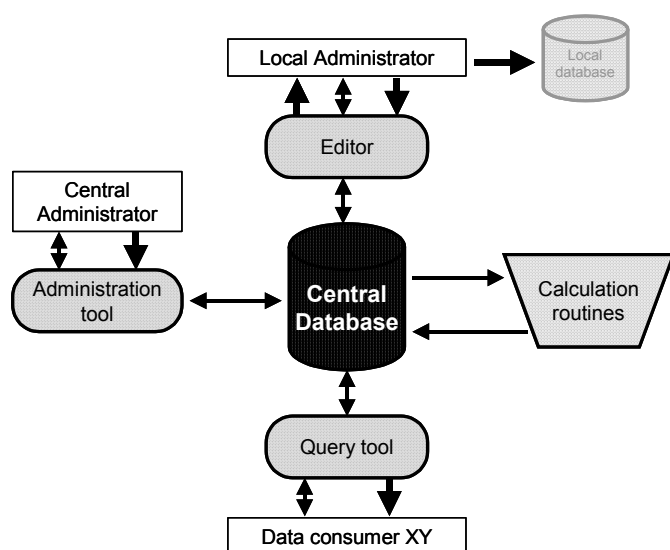 Local Administrator
Local
database
Editor
Central
Administrator
Administration
tool
Central
Database
Calculation
routines
Query tool
Data consumer XY